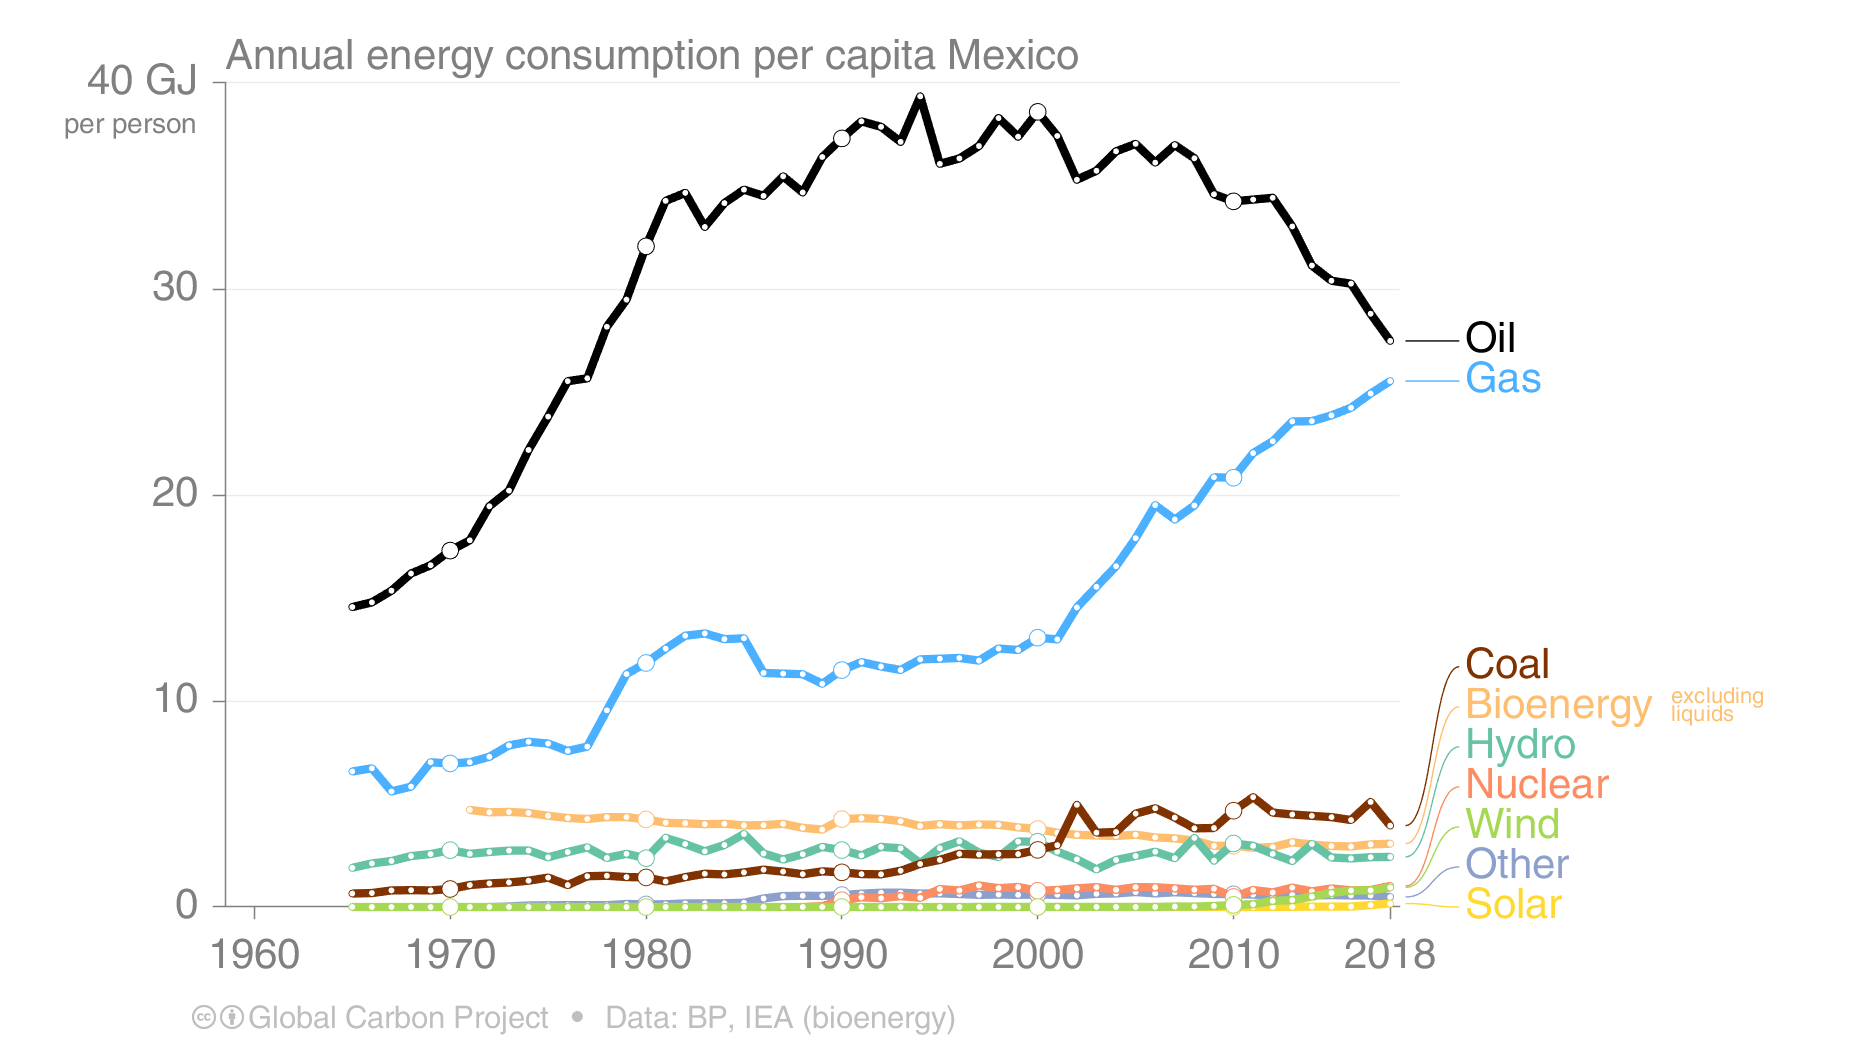 Annual energy consumption per capita Mexico
40 GJ
per person
30
20
10
0
1960 1970 1980 1990 2000 2010 2018
Oil
Gas
Coal
Bioenergy excluding liquids
Hydro
Nuclear
Wind
Other
Solar
cc Global Carbon Project • Data: BP, IEA (bioenergy)